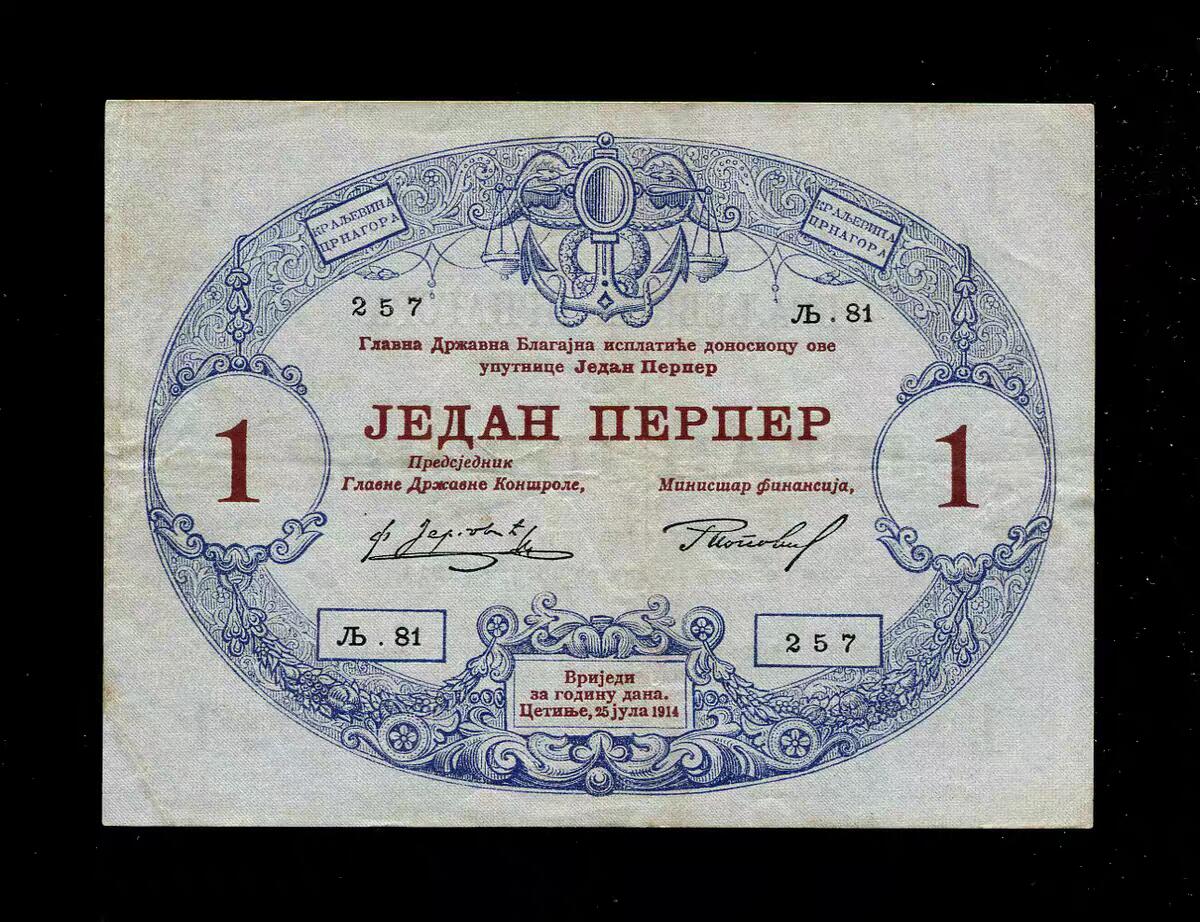 КРАЉЕВИНА
ЦРНАГОРА
КРАЉЕВИНА
ЦРНАГОРА
257
Љ. 81
Главна Државна Благајна исплатиће доносиоцу ове
упутнице Један Перпер
ЈЕДАН ПЕРПЕР
1
1
Предсједник
Главне Државне Контроле,
Министар финансија,
Љ. 81
257
Вриједи
за годину дана.
Цетиње, 25 јула 1914